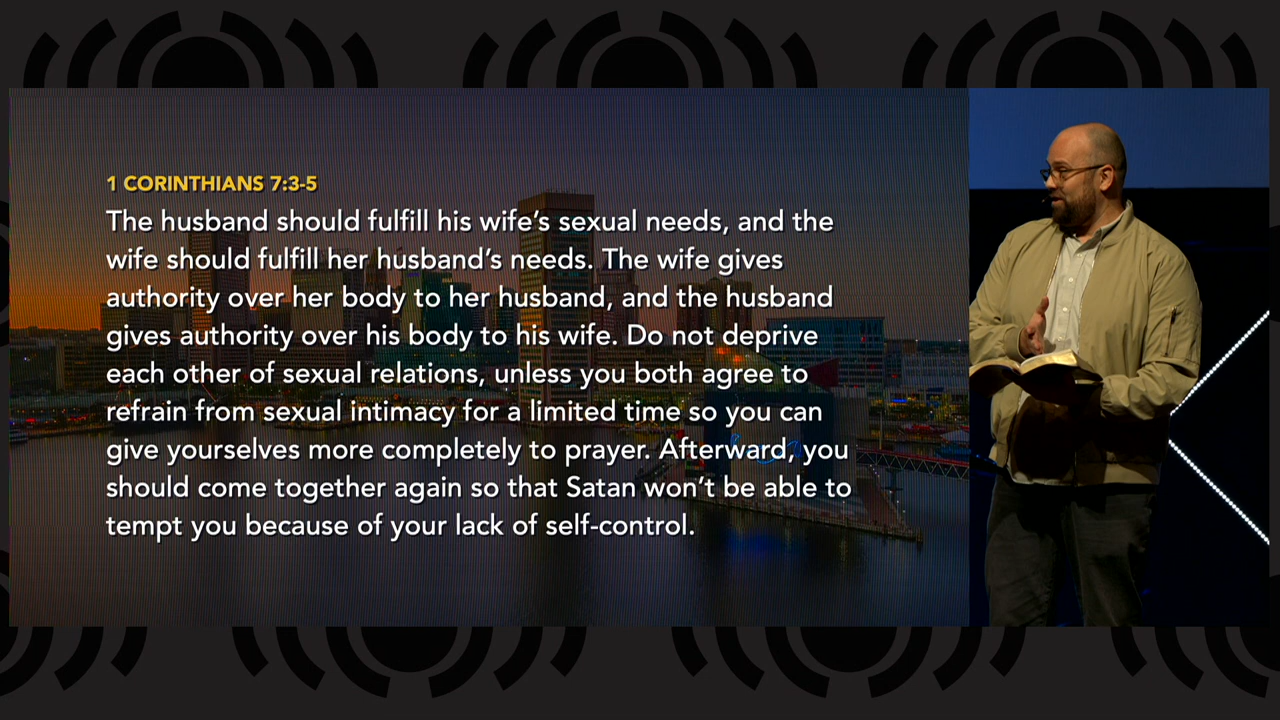 1 CORINTHIANS 7:3-5
The husband should fulfill his wife’s sexual needs, and the
wife should fulfill her husband’s needs. The wife gives
authority over her body to her husband, and the husband
gives authority over his body to his wife. Do not deprive
each other of sexual relations, unless you both agree to
refrain from sexual intimacy for a limited time so you can
give yourselves more completely to prayer. Afterward, you
should come together again so that Satan won’t be able to
tempt you because of your lack of self-control.